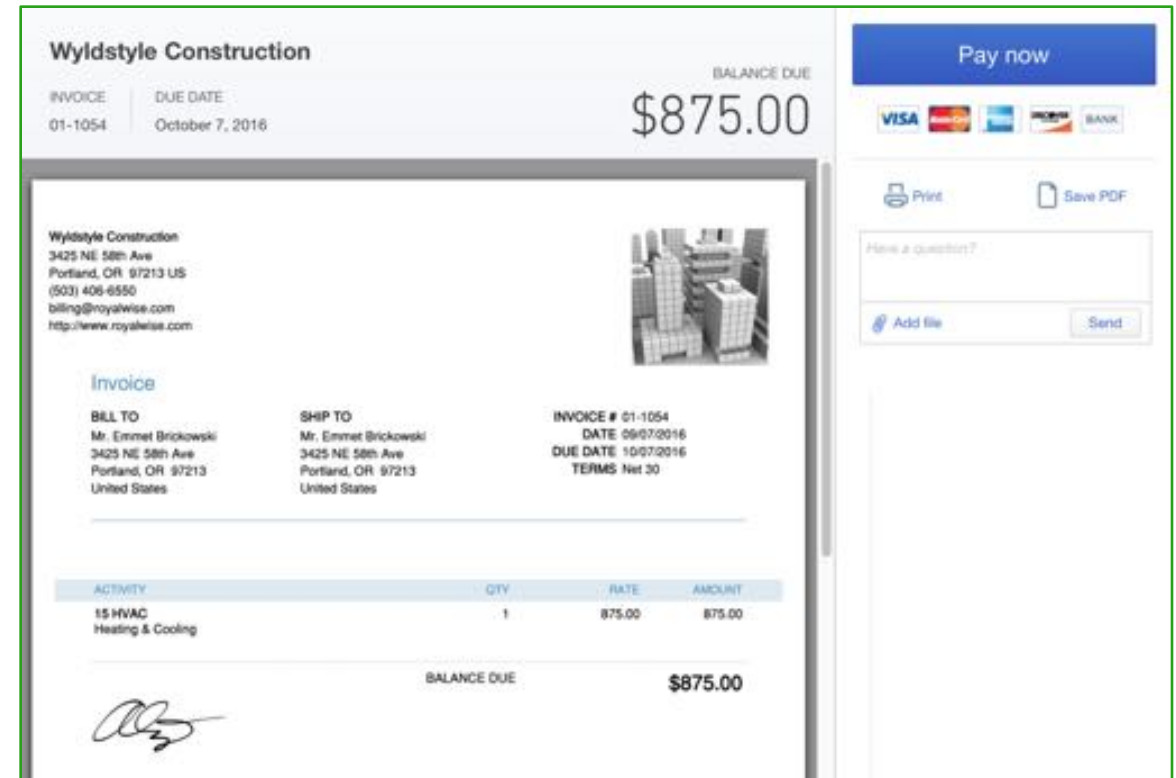 Wyldstyle Construction
INVOICE DUE DATE
01-1054 October 7, 2016
BALANCE DUE
$875.00
Pay now
VISA MasterCard DISCOVER BANK
Print Save PDF
Have a question?
Add file Send
Wyldstyle Construction
3425 NE 58th Ave
Portland, OR 97213 US
(503) 406-6550
billing@royalwise.com
http://www.royalwise.com
Invoice
BILL TO
Mr. Emmet Brickowski
3425 NE 58th Ave
Portland, OR 97213
United States
SHIP TO
Mr. Emmet Brickowski
3425 NE 58th Ave
Portland, OR 97213
United States
INVOICE # 01-1054
DATE 09/07/2016
DUE DATE 10/07/2016
TERMS Net 30
ACTIVITY QTY RATE AMOUNT
15 HVAC 1 875.00 875.00
Heating & Cooling
BALANCE DUE $875.00